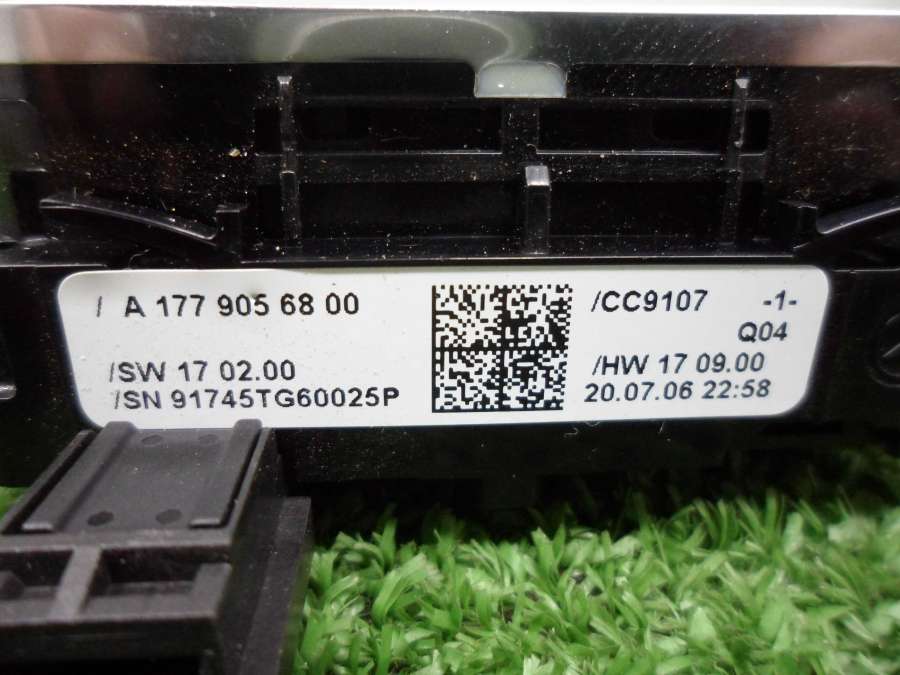 / A 177 905 68 00
/CC9107 -1-
Q04
/SW 17 02.00
/HW 17 09.00
/SN 91745TG60025P
20.07.06 22:58